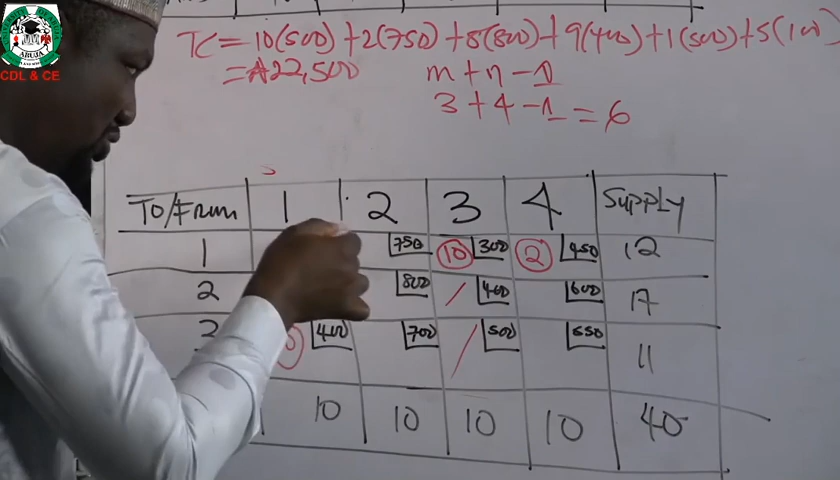 ABUJA
CDL & CE
TC = 10(500) + 2(750) + 8(800) + 9(400) + 1(500) + 5(100)
= ₦22,500
m + n - 1
3 + 4 - 1 = 6
To/From 1 2 3 4 Supply
1 750 10 300 2 450 12
2 800 400 600 17
3 400 700 500 550 11
10 10 10 10 40